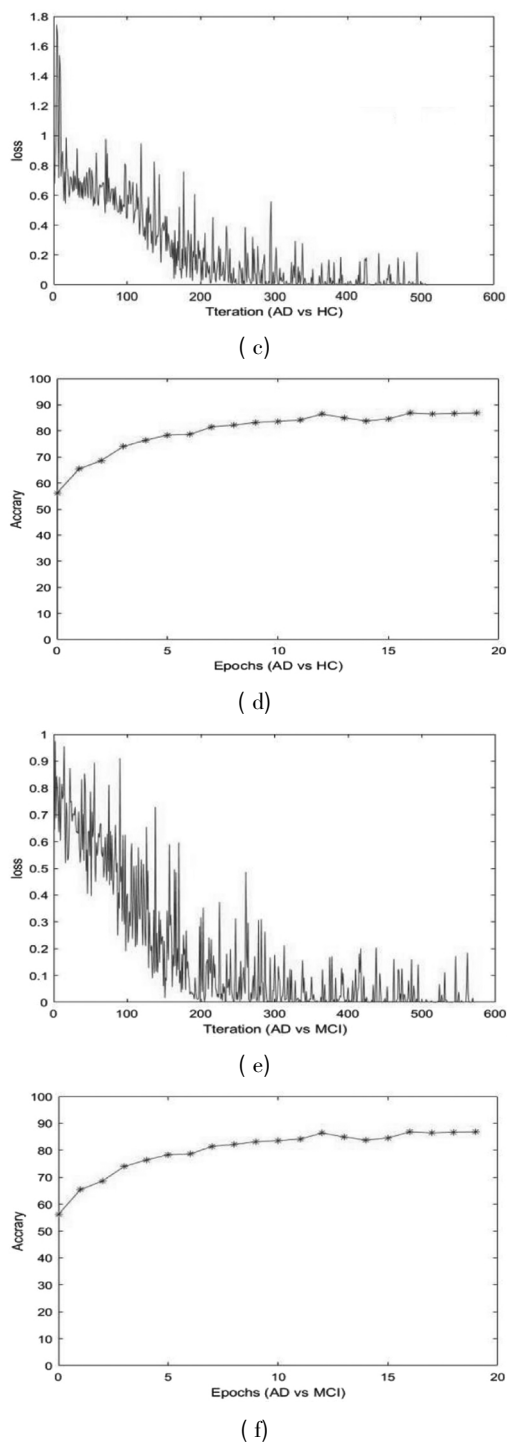 1.8
1.6
1.4
1.2
1
0.8
0.6
0.4
0.2
0
loss
0 100 200 300 400 500 600
Tteration (AD vs HC)
( c)
100
90
80
70
60
50
40
30
20
10
0
Accrary
0 5 10 15 20
Epochs (AD vs HC)
( d)
1
0.9
0.8
0.7
0.6
0.5
0.4
0.3
0.2
0.1
0
loss
0 100 200 300 400 500 600
Tteration (AD vs MCI)
( e)
100
90
80
70
60
50
40
30
20
10
0
Accrary
0 5 10 15 20
Epochs (AD vs MCI)
( f)